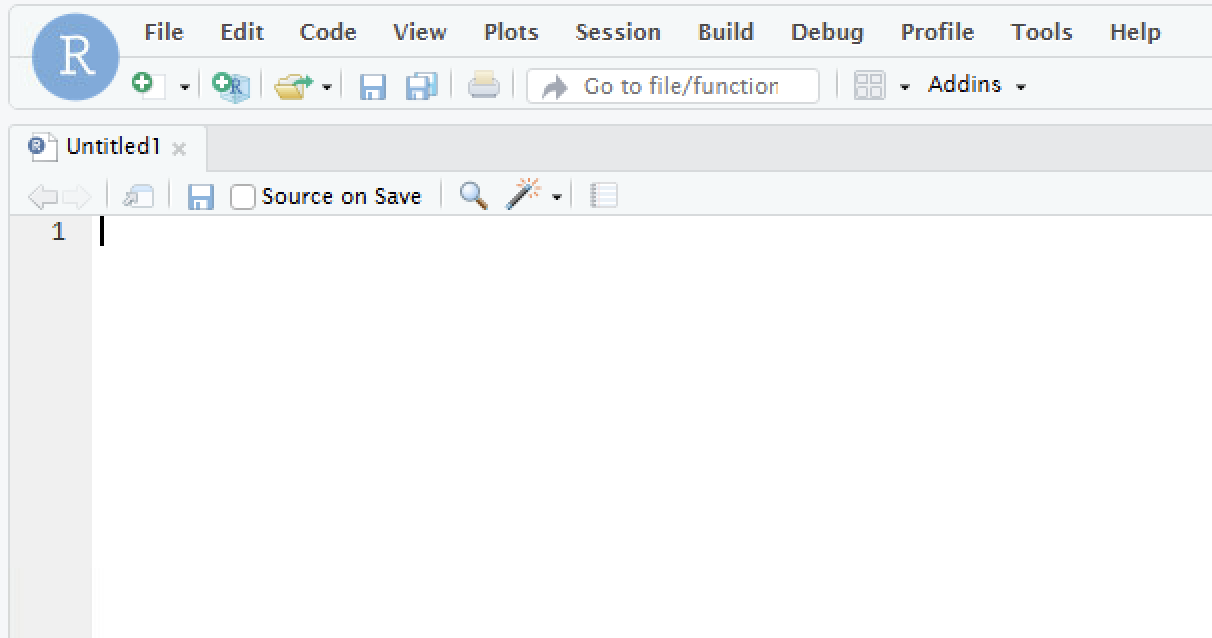 R File Edit Code View Plots Session Build Debug Profile Tools Help
R Go to file/function Addins
R Untitled1
Source on Save
1